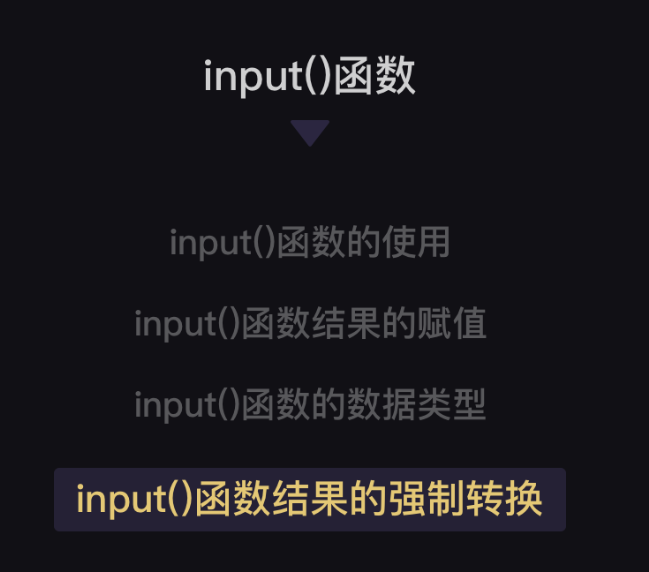 input()函数
input()函数的使用
input()函数结果的赋值
input()函数的数据类型
input()函数结果的强制转换